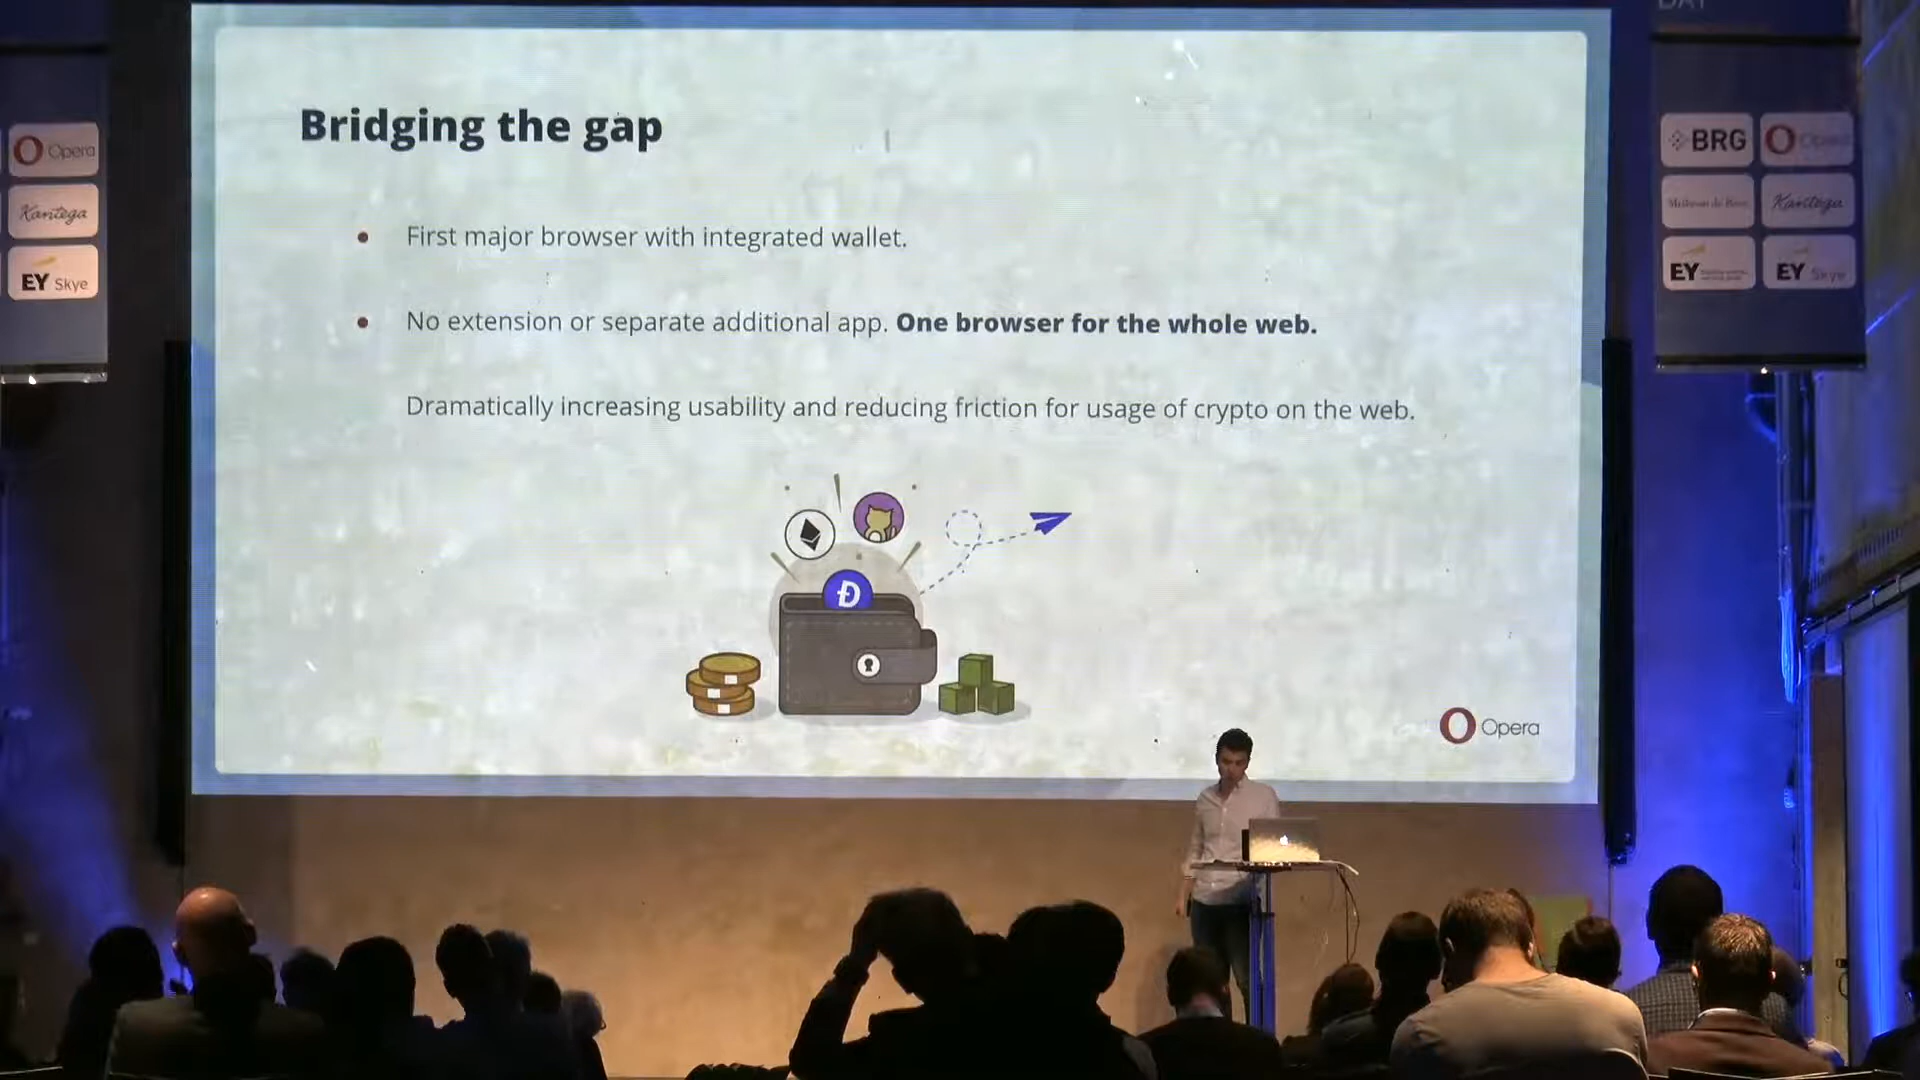 DAY
Bridging the gap
First major browser with integrated wallet.
No extension or separate additional app. One browser for the whole web.
Dramatically increasing usability and reducing friction for usage of crypto on the web.
Đ
Opera
Opera
Kantega
EY Skye
BRG
Opera
Kantega
EY
EY Skye